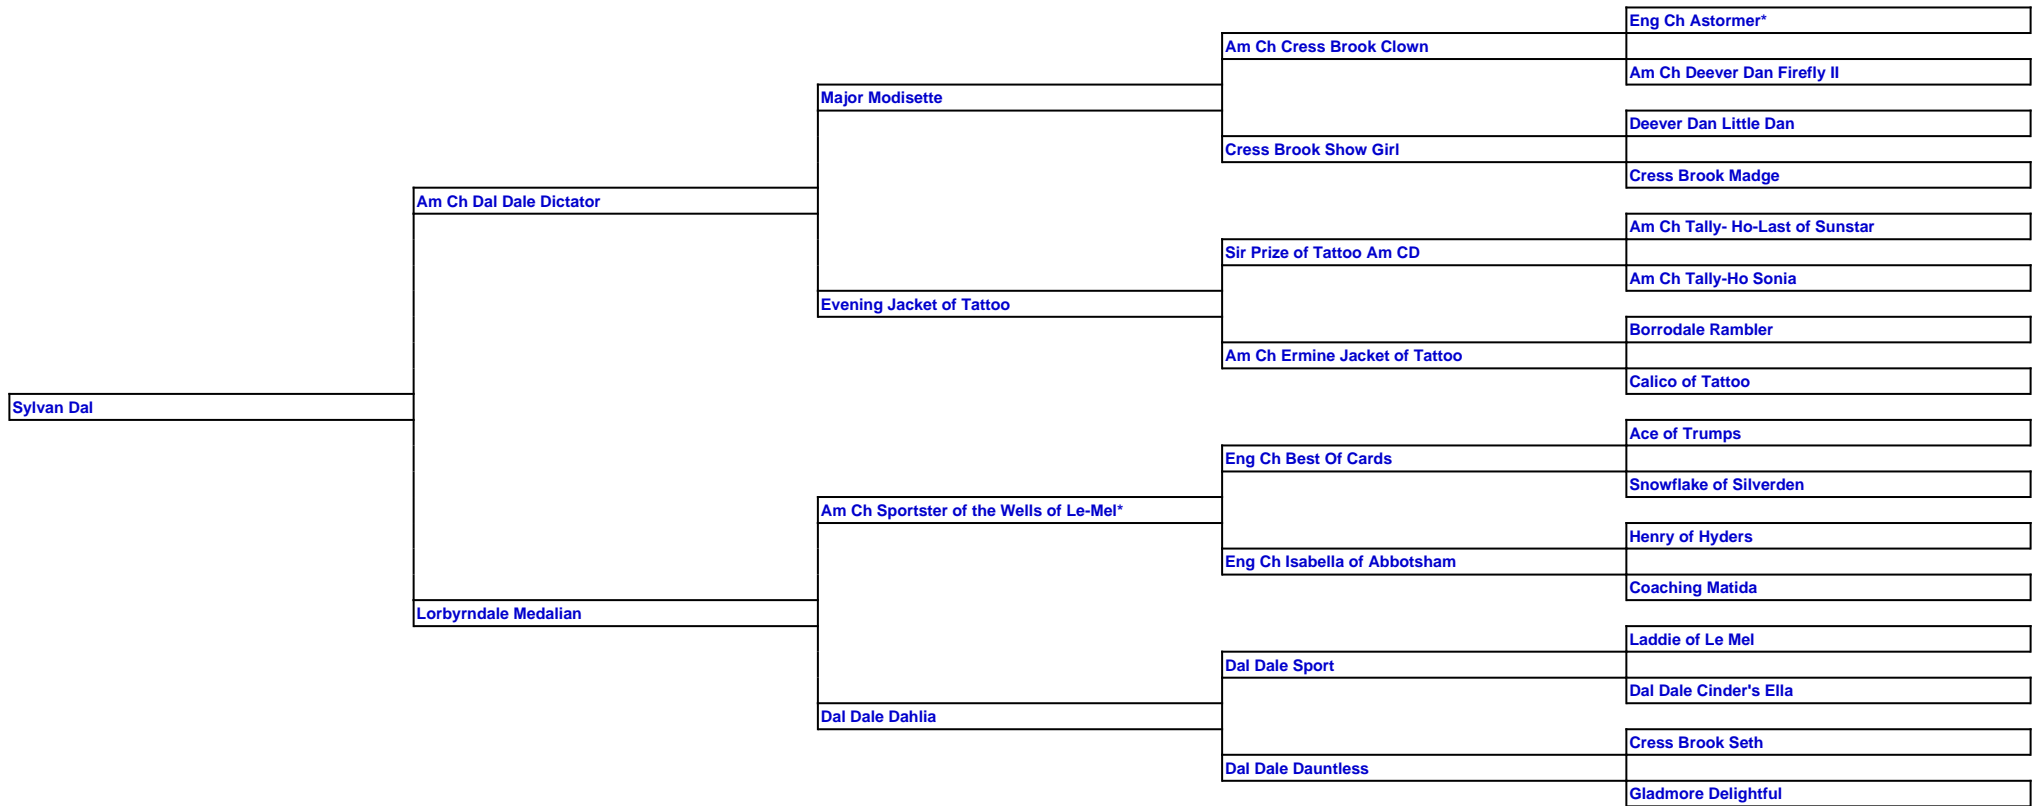 Eng Ch Astormer*
Am Ch Cress Brook Clown
Am Ch Deever Dan Firefly II
Major Modisette
Deever Dan Little Dan
Cress Brook Show Girl
Cress Brook Madge
Am Ch Dal Dale Dictator
Am Ch Tally- Ho-Last of Sunstar
Sir Prize of Tattoo Am CD
Am Ch Tally-Ho Sonia
Evening Jacket of Tattoo
Borrodale Rambler
Am Ch Ermine Jacket of Tattoo
Calico of Tattoo
Sylvan Dal
Ace of Trumps
Eng Ch Best Of Cards
Snowflake of Silverden
Am Ch Sportster of the Wells of Le-Mel*
Henry of Hyders
Eng Ch Isabella of Abbotsham
Coaching Matida
Lorbyrndale Medalian
Laddie of Le Mel
Dal Dale Sport
Dal Dale Cinder's Ella
Dal Dale Dahlia
Cress Brook Seth
Dal Dale Dauntless
Gladmore Delightful